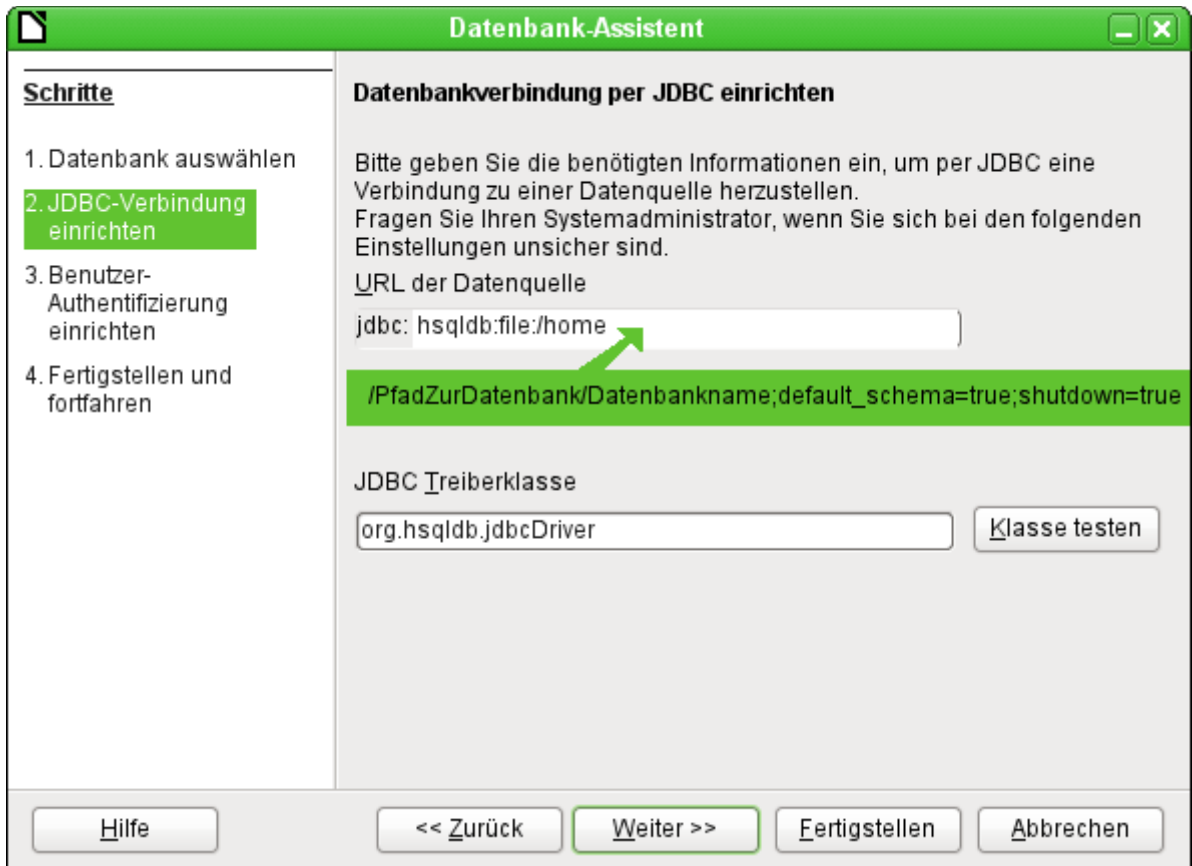 Datenbank-Assistent
Schritte
1. Datenbank auswählen
2. JDBC-Verbindung
einrichten
3. Benutzer-
Authentifizierung
einrichten
4. Fertigstellen und
fortfahren
Datenbankverbindung per JDBC einrichten
Bitte geben Sie die benötigten Informationen ein, um per JDBC eine
Verbindung zu einer Datenquelle herzustellen.
Fragen Sie Ihren Systemadministrator, wenn Sie sich bei den folgenden
Einstellungen unsicher sind.
URL der Datenquelle
jdbc: hsqldb:file:/home
/PfadZurDatenbank/Datenbankname;default_schema=true;shutdown=true
JDBC Treiberklasse
org.hsqldb.jdbcDriver Klasse testen
Hilfe << Zurück Weiter >> Fertigstellen Abbrechen